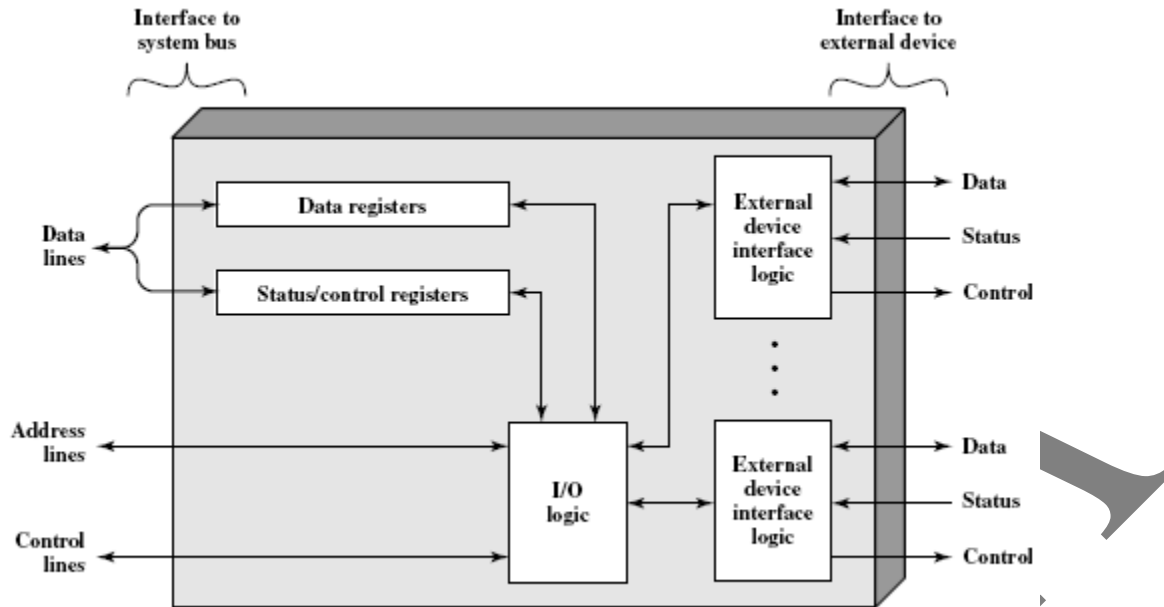 Interface to
system bus
Interface to
external device
Data registers
External
device
interface
logic
Data
Status
Control
Data
lines
Status/control registers
Address
lines
I/O
logic
External
device
interface
logic
Data
Status
Control
Control
lines